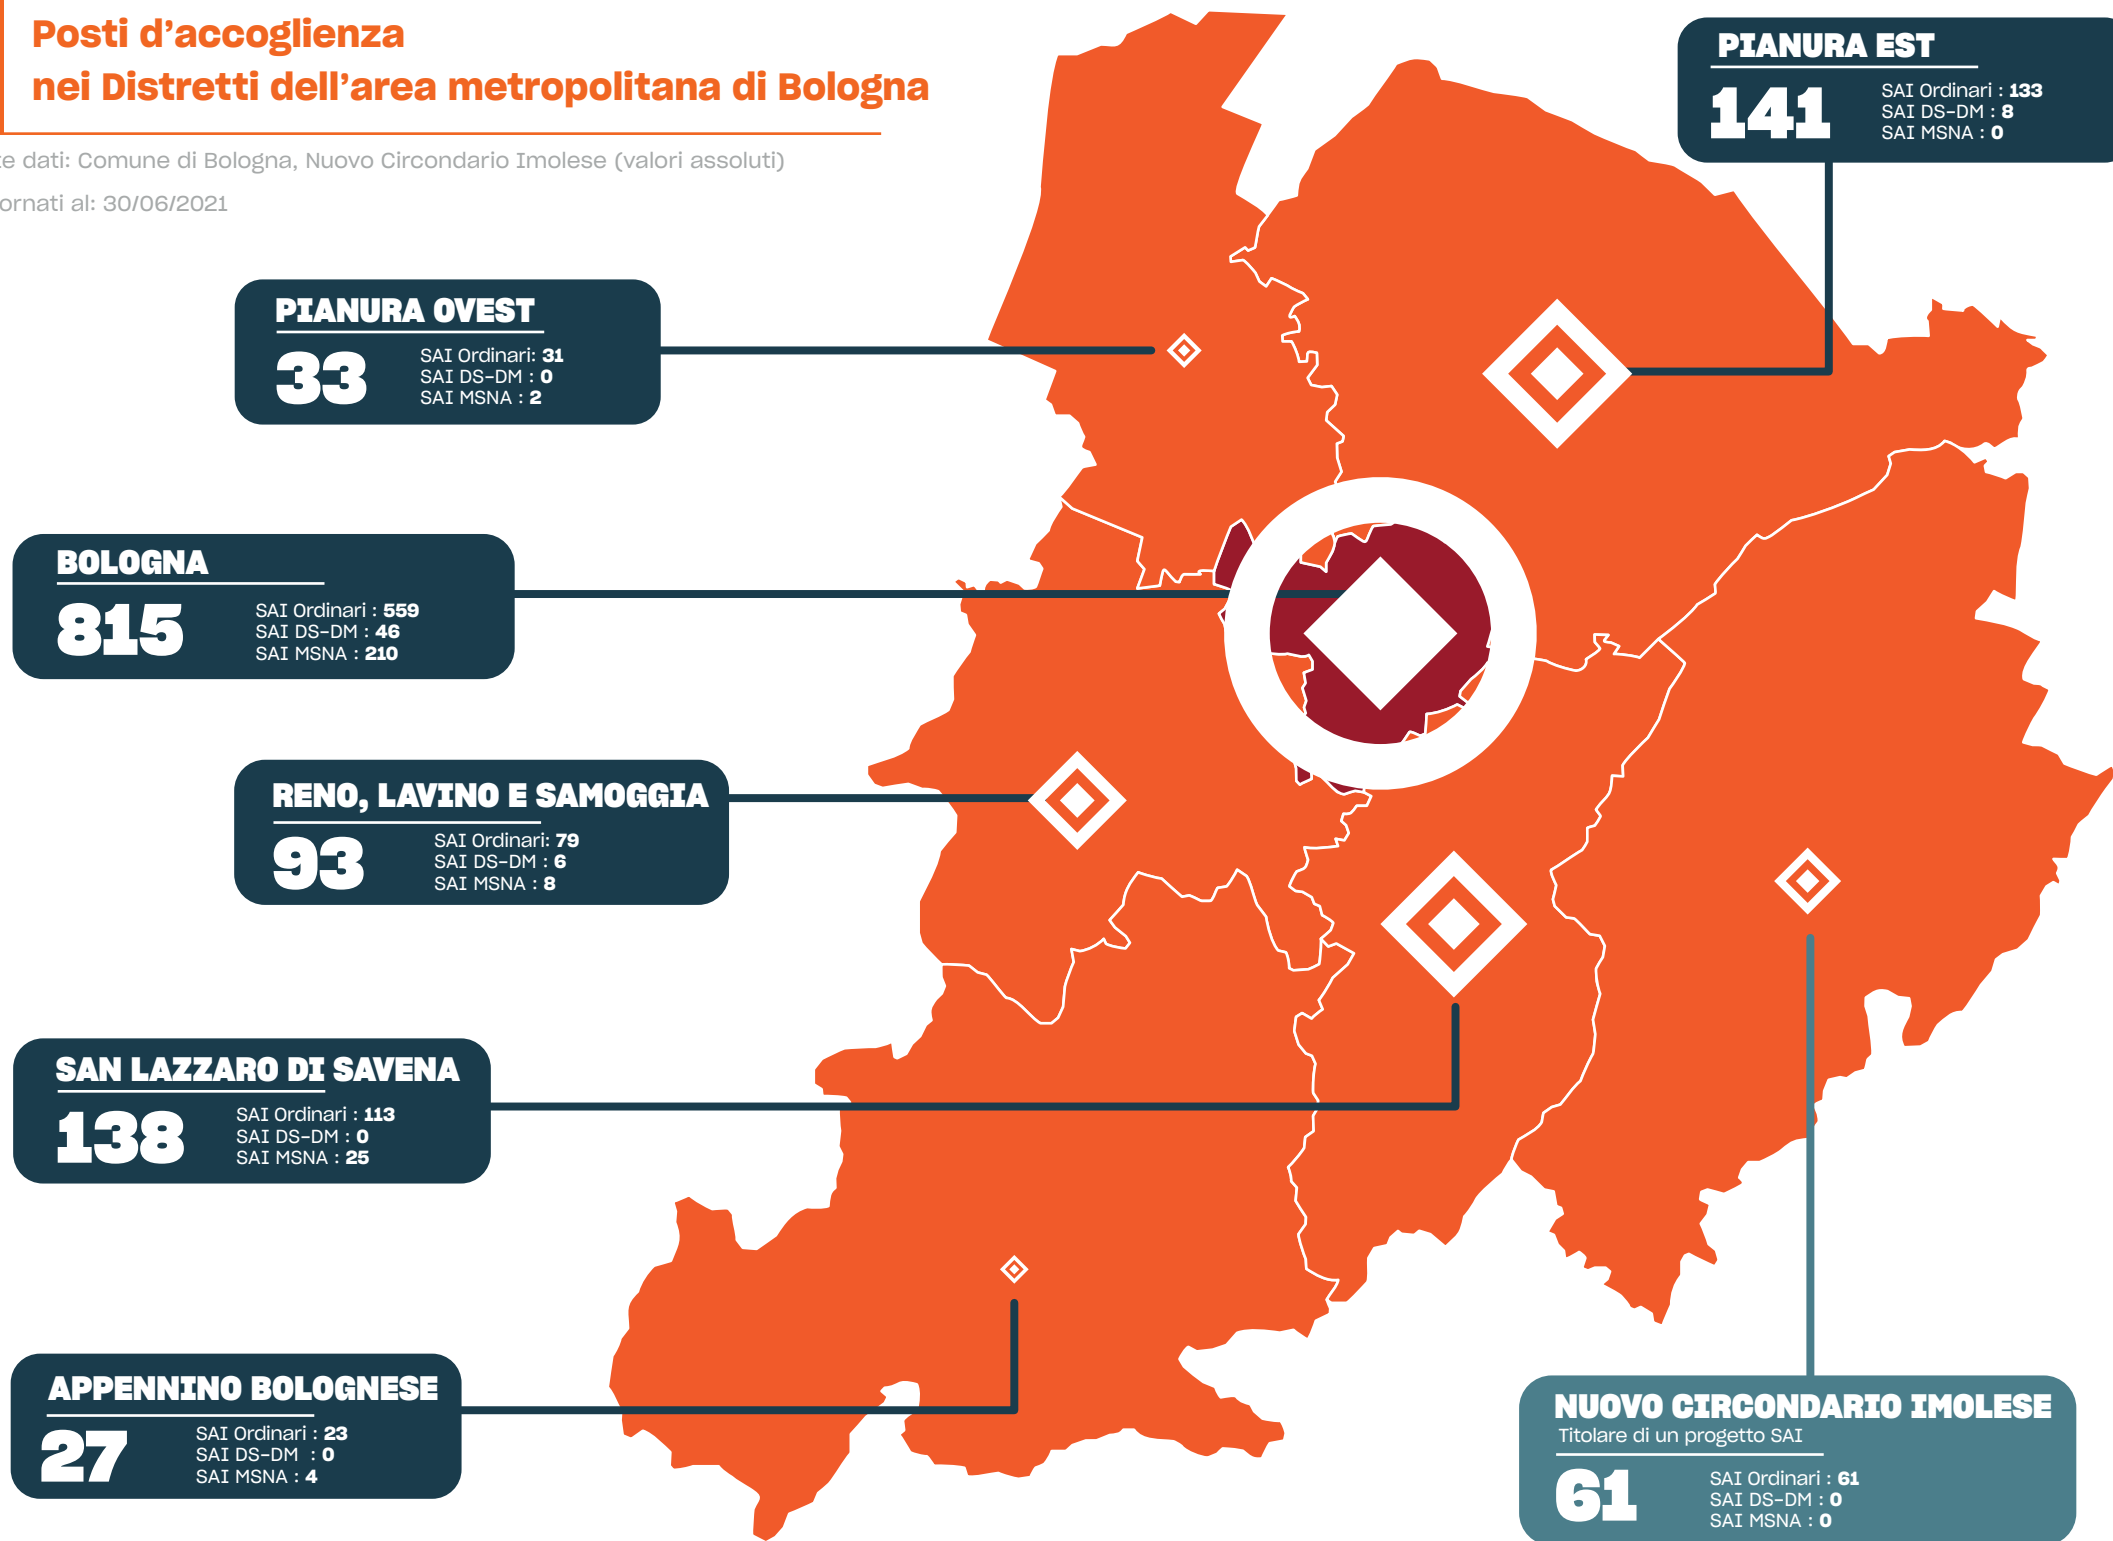 Posti d'accoglienza
nei Distretti dell'area metropolitana di Bologna
dati: Comune di Bologna, Nuovo Circondario Imolese (valori assoluti)
al: 30/06/2021
PIANURA EST
141
SAI Ordinari : 133
SAI DS-DM : 8
SAI MSNA : 0
PIANURA OVEST
33
SAI Ordinari: 31
SAI DS-DM : 0
SAI MSNA : 2
BOLOGNA
815
SAI Ordinari : 559
SAI DS-DM : 46
SAI MSNA : 210
RENO, LAVINO E SAMOGGIA
93
SAI Ordinari: 79
SAI DS-DM : 6
SAI MSNA : 8
SAN LAZZARO DI SAVENA
138
SAI Ordinari : 113
SAI DS-DM : 0
SAI MSNA : 25
APPENNINO BOLOGNESE
27
SAI Ordinari : 23
SAI DS-DM : 0
SAI MSNA : 4
NUOVO CIRCONDARIO IMOLESE
Titolare di un progetto SAI
61
SAI Ordinari : 61
SAI DS-DM : 0
SAI MSNA : 0